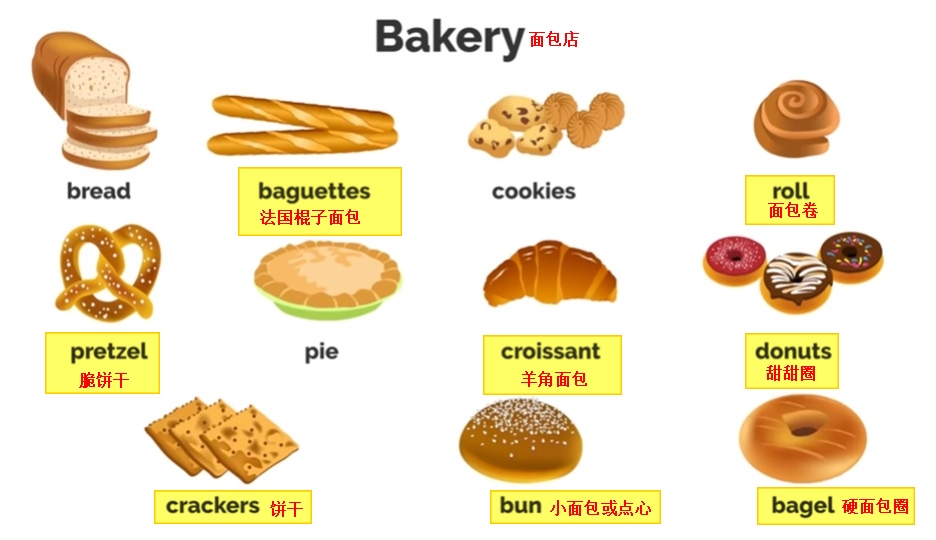 Bakery 面包店
bread
baguettes
法国棍子面包
cookies
roll
面包卷
pretzel
脆饼干
pie
croissant
羊角面包
donuts
甜甜圈
crackers 饼干
bun 小面包或点心
bagel 硬面包圈